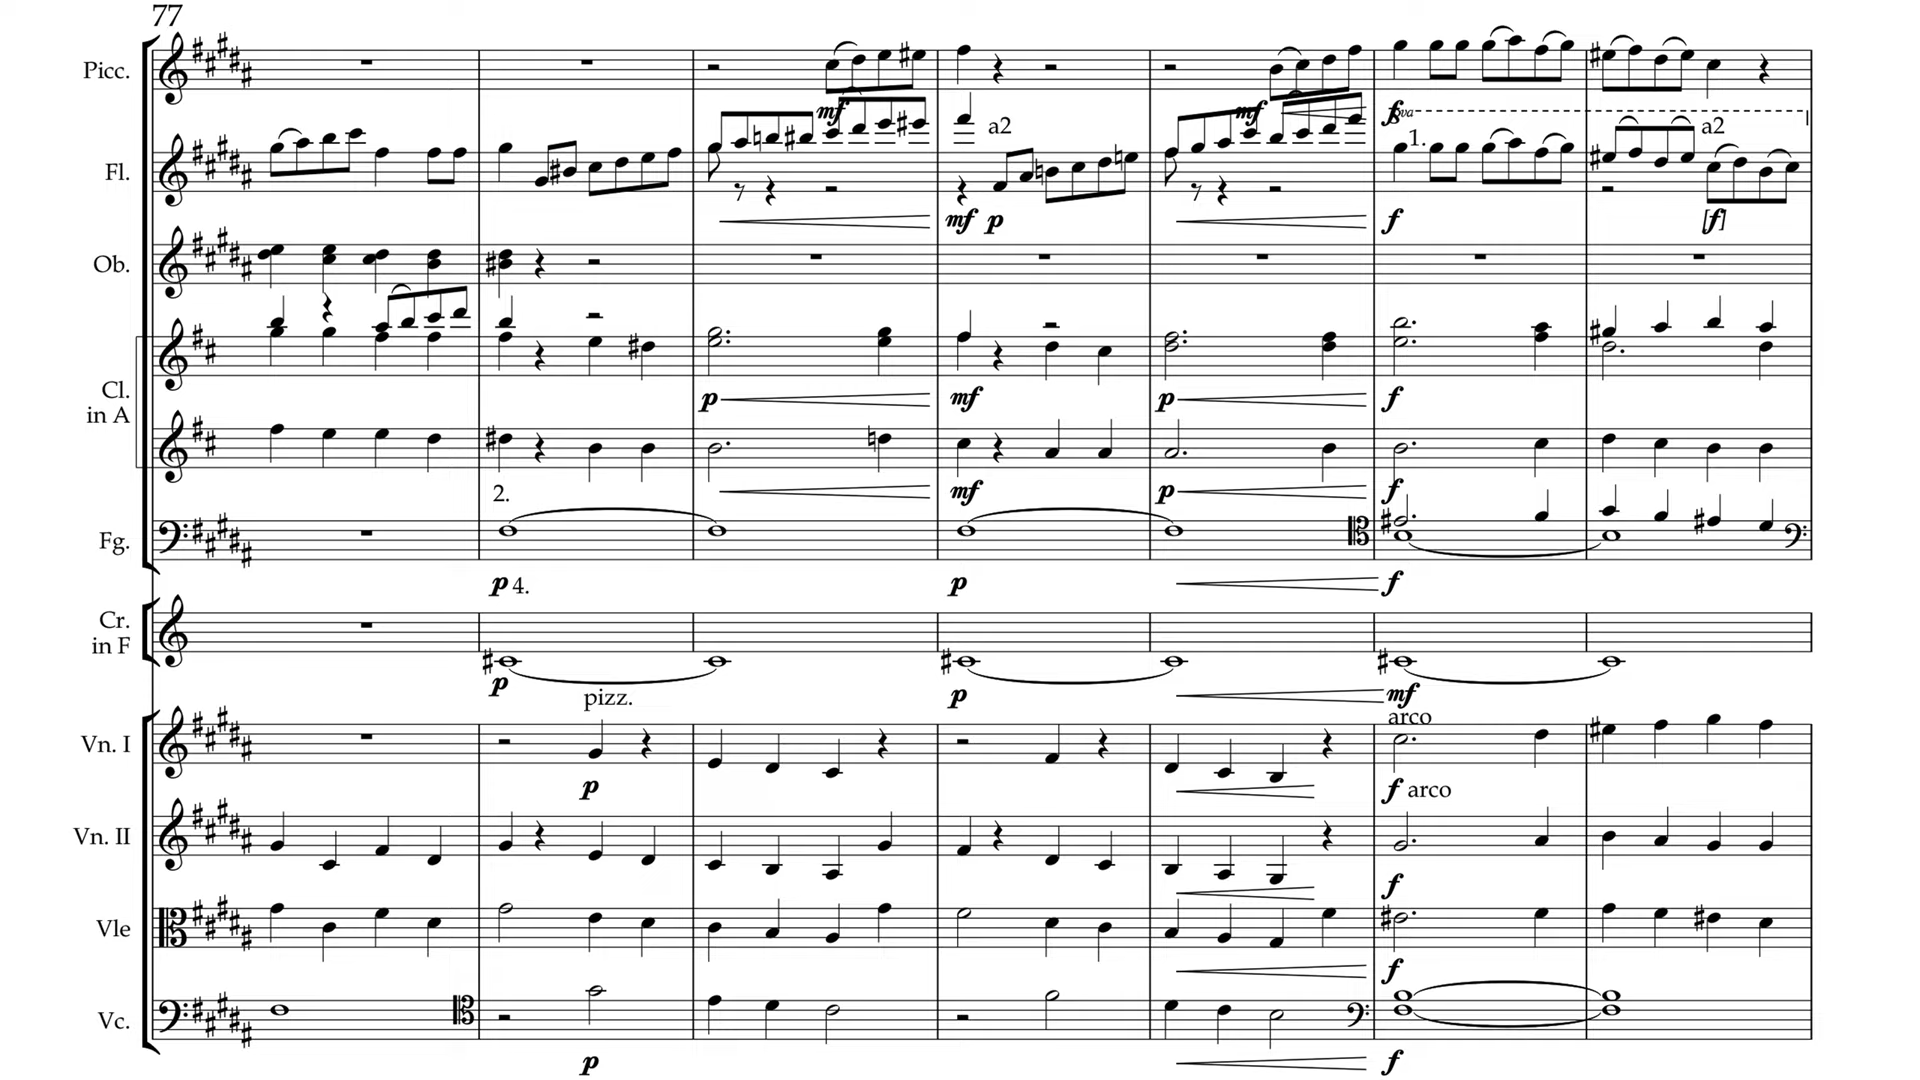 77
Picc.
mf
mf
f
8va
Fl.
a2
1.
a2
mf p
f
[f]
Ob.
Cl.
in A
p
mf
p
f
mf
p
f
2.
Fg.
p 4.
p
f
Cr.
in F
p
p
mf
pizz.
arco
Vn. I
p
f arco
Vn. II
f
Vle
f
Vc.
p
f